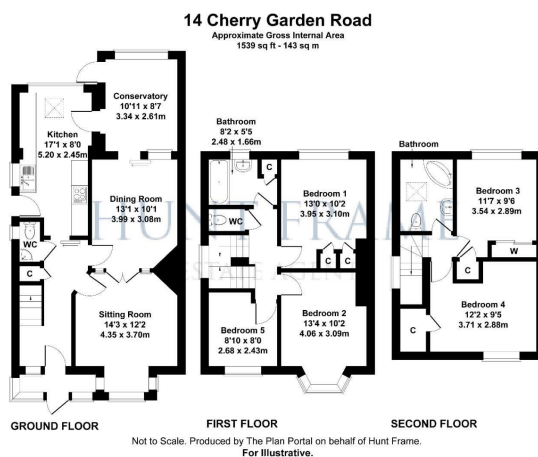 14 Cherry Garden Road
Approximate Gross Internal Area
1539 sq ft - 143 sq m
Conservatory
10'11 x 8'7
3.34 x 2.61m
Kitchen
17'1 x 8'0
5.20 x 2.45m
Dining Room
13'1 x 10'1
3.99 x 3.08m
WC
C
Sitting Room
14'3 x 12'2
4.35 x 3.70m
GROUND FLOOR
Bathroom
8'2 x 5'5
2.48 x 1.66m
C
Bedroom 1
13'0 x 10'2
3.95 x 3.10m
WC
C
C
Bedroom 2
13'4 x 10'2
4.06 x 3.09m
Bedroom 5
8'10 x 8'0
2.68 x 2.43m
FIRST FLOOR
Bathroom
Bedroom 3
11'7 x 9'6
3.54 x 2.89m
W
C
Bedroom 4
12'2 x 9'5
3.71 x 2.88m
C
SECOND FLOOR
HUNT FRAME
ESTATE AGENTS
Not to Scale. Produced by The Plan Portal on behalf of Hunt Frame.
For Illustrative.